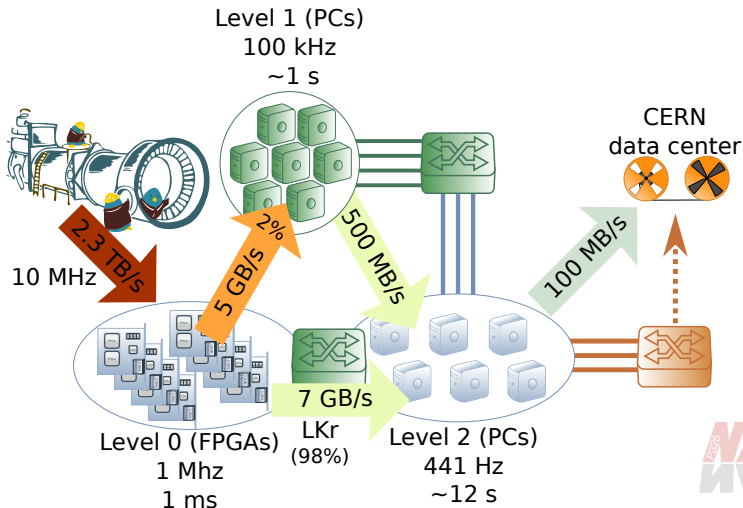 Level 1 (PCs)
100 kHz
~1 s
CERN
data center
2.3 TB/s
10 MHz
5 GB/s
2%
500 MB/s
100 MB/s
7 GB/s
Level 0 (FPGAs)
1 Mhz
1 ms
LKr
(98%)
Level 2 (PCs)
441 Hz
~12 s